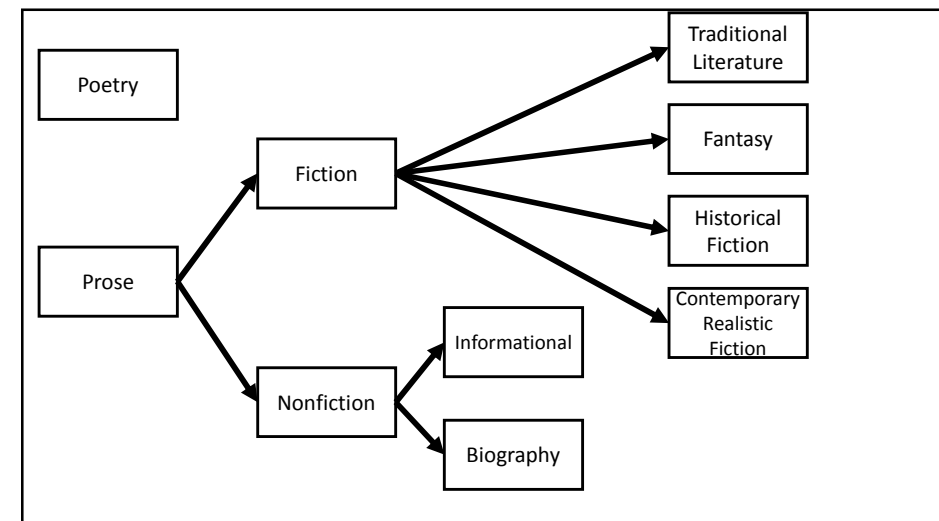 Poetry
Prose
Fiction
Nonfiction
Informational
Biography
Traditional
Literature
Fantasy
Historical
Fiction
Contemporary
Realistic
Fiction